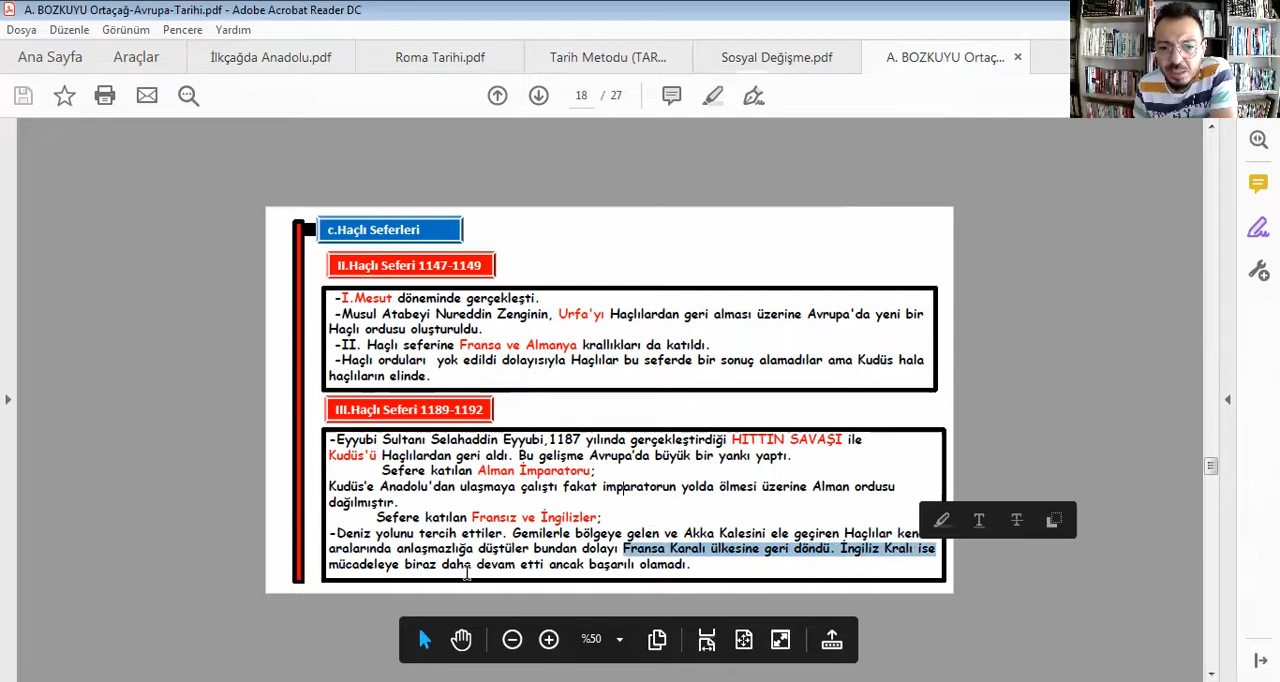 A. BOZKUYU Ortaçağ-Avrupa-Tarihi.pdf - Adobe Acrobat Reader DC
Dosya Düzenle Görünüm Pencere Yardım
Ana Sayfa Araçlar İlkçağda Anadolu.pdf Roma Tarihi.pdf Tarih Metodu (TAR... Sosyal Değişme.pdf A. BOZKUYU Ortaç... ×
18 / 27
c.Haçlı Seferleri
II.Haçlı Seferi 1147-1149
-I.Mesut döneminde gerçekleşti.
-Musul Atabeyi Nureddin Zenginin, Urfa'yı Haçlılardan geri alması üzerine Avrupa'da yeni bir
Haçlı ordusu oluşturuldu.
-II. Haçlı seferine Fransa ve Almanya krallıkları da katıldı.
-Haçlı orduları yok edildi dolayısıyla Haçlılar bu seferde bir sonuç alamadılar ama Kudüs hala
haçlıların elinde.
III.Haçlı Seferi 1189-1192
-Eyyubi Sultanı Selahaddin Eyyubi,1187 yılında gerçekleştirdiği HITTIN SAVAŞI ile
Kudüs'ü Haçlılardan geri aldı. Bu gelişme Avrupa'da büyük bir yankı yaptı.
Sefere katılan Alman İmparatoru;
Kudüs'e Anadolu'dan ulaşmaya çalıştı fakat imparatorun yolda ölmesi üzerine Alman ordusu
dağılmıştır.
Sefere katılan Fransız ve İngilizler;
-Deniz yolunu tercih ettiler. Gemilerle bölgeye gelen ve Akka Kalesini ele geçiren Haçlılar kend
aralarında anlaşmazlığa düştüler bundan dolayı Fransa Karalı ülkesine geri döndü. İngiliz Kralı ise
mücadeleye biraz daha devam etti ancak başarılı olamadı.
%50